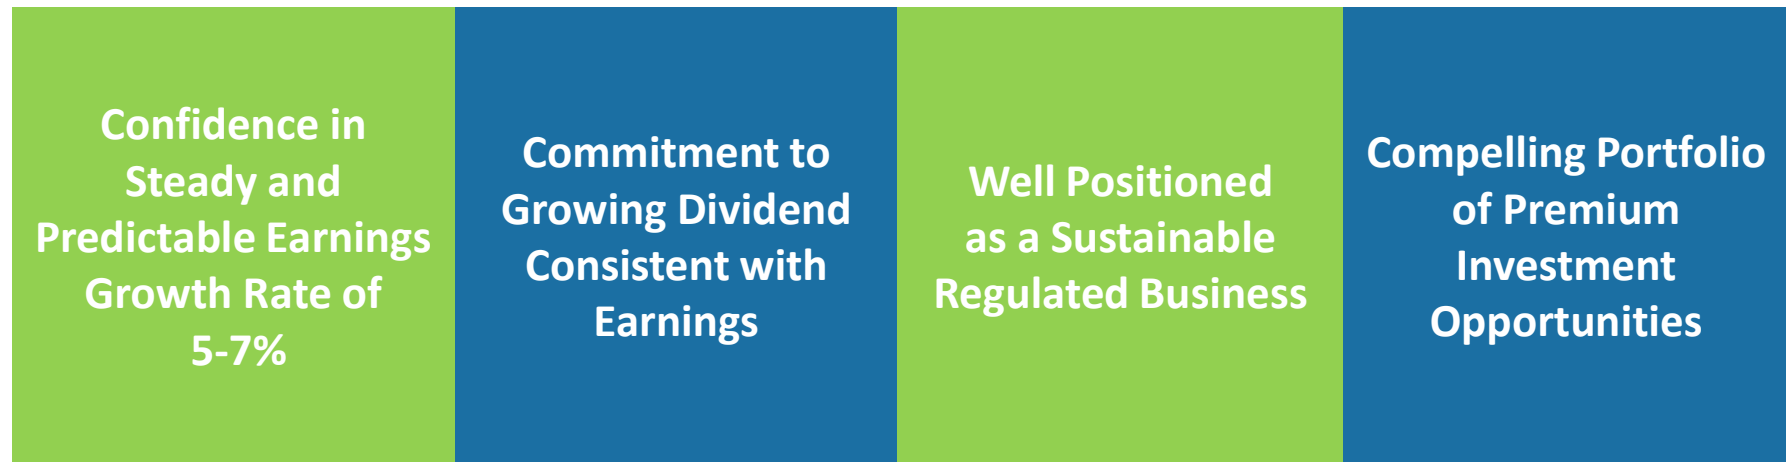 Confidence in
Steady and
Predictable Earnings
Growth Rate of
5-7%
Commitment to
Growing Dividend
Consistent with
Earnings
Well Positioned
as a Sustainable
Regulated Business
Compelling Portfolio
of Premium
Investment
Opportunities